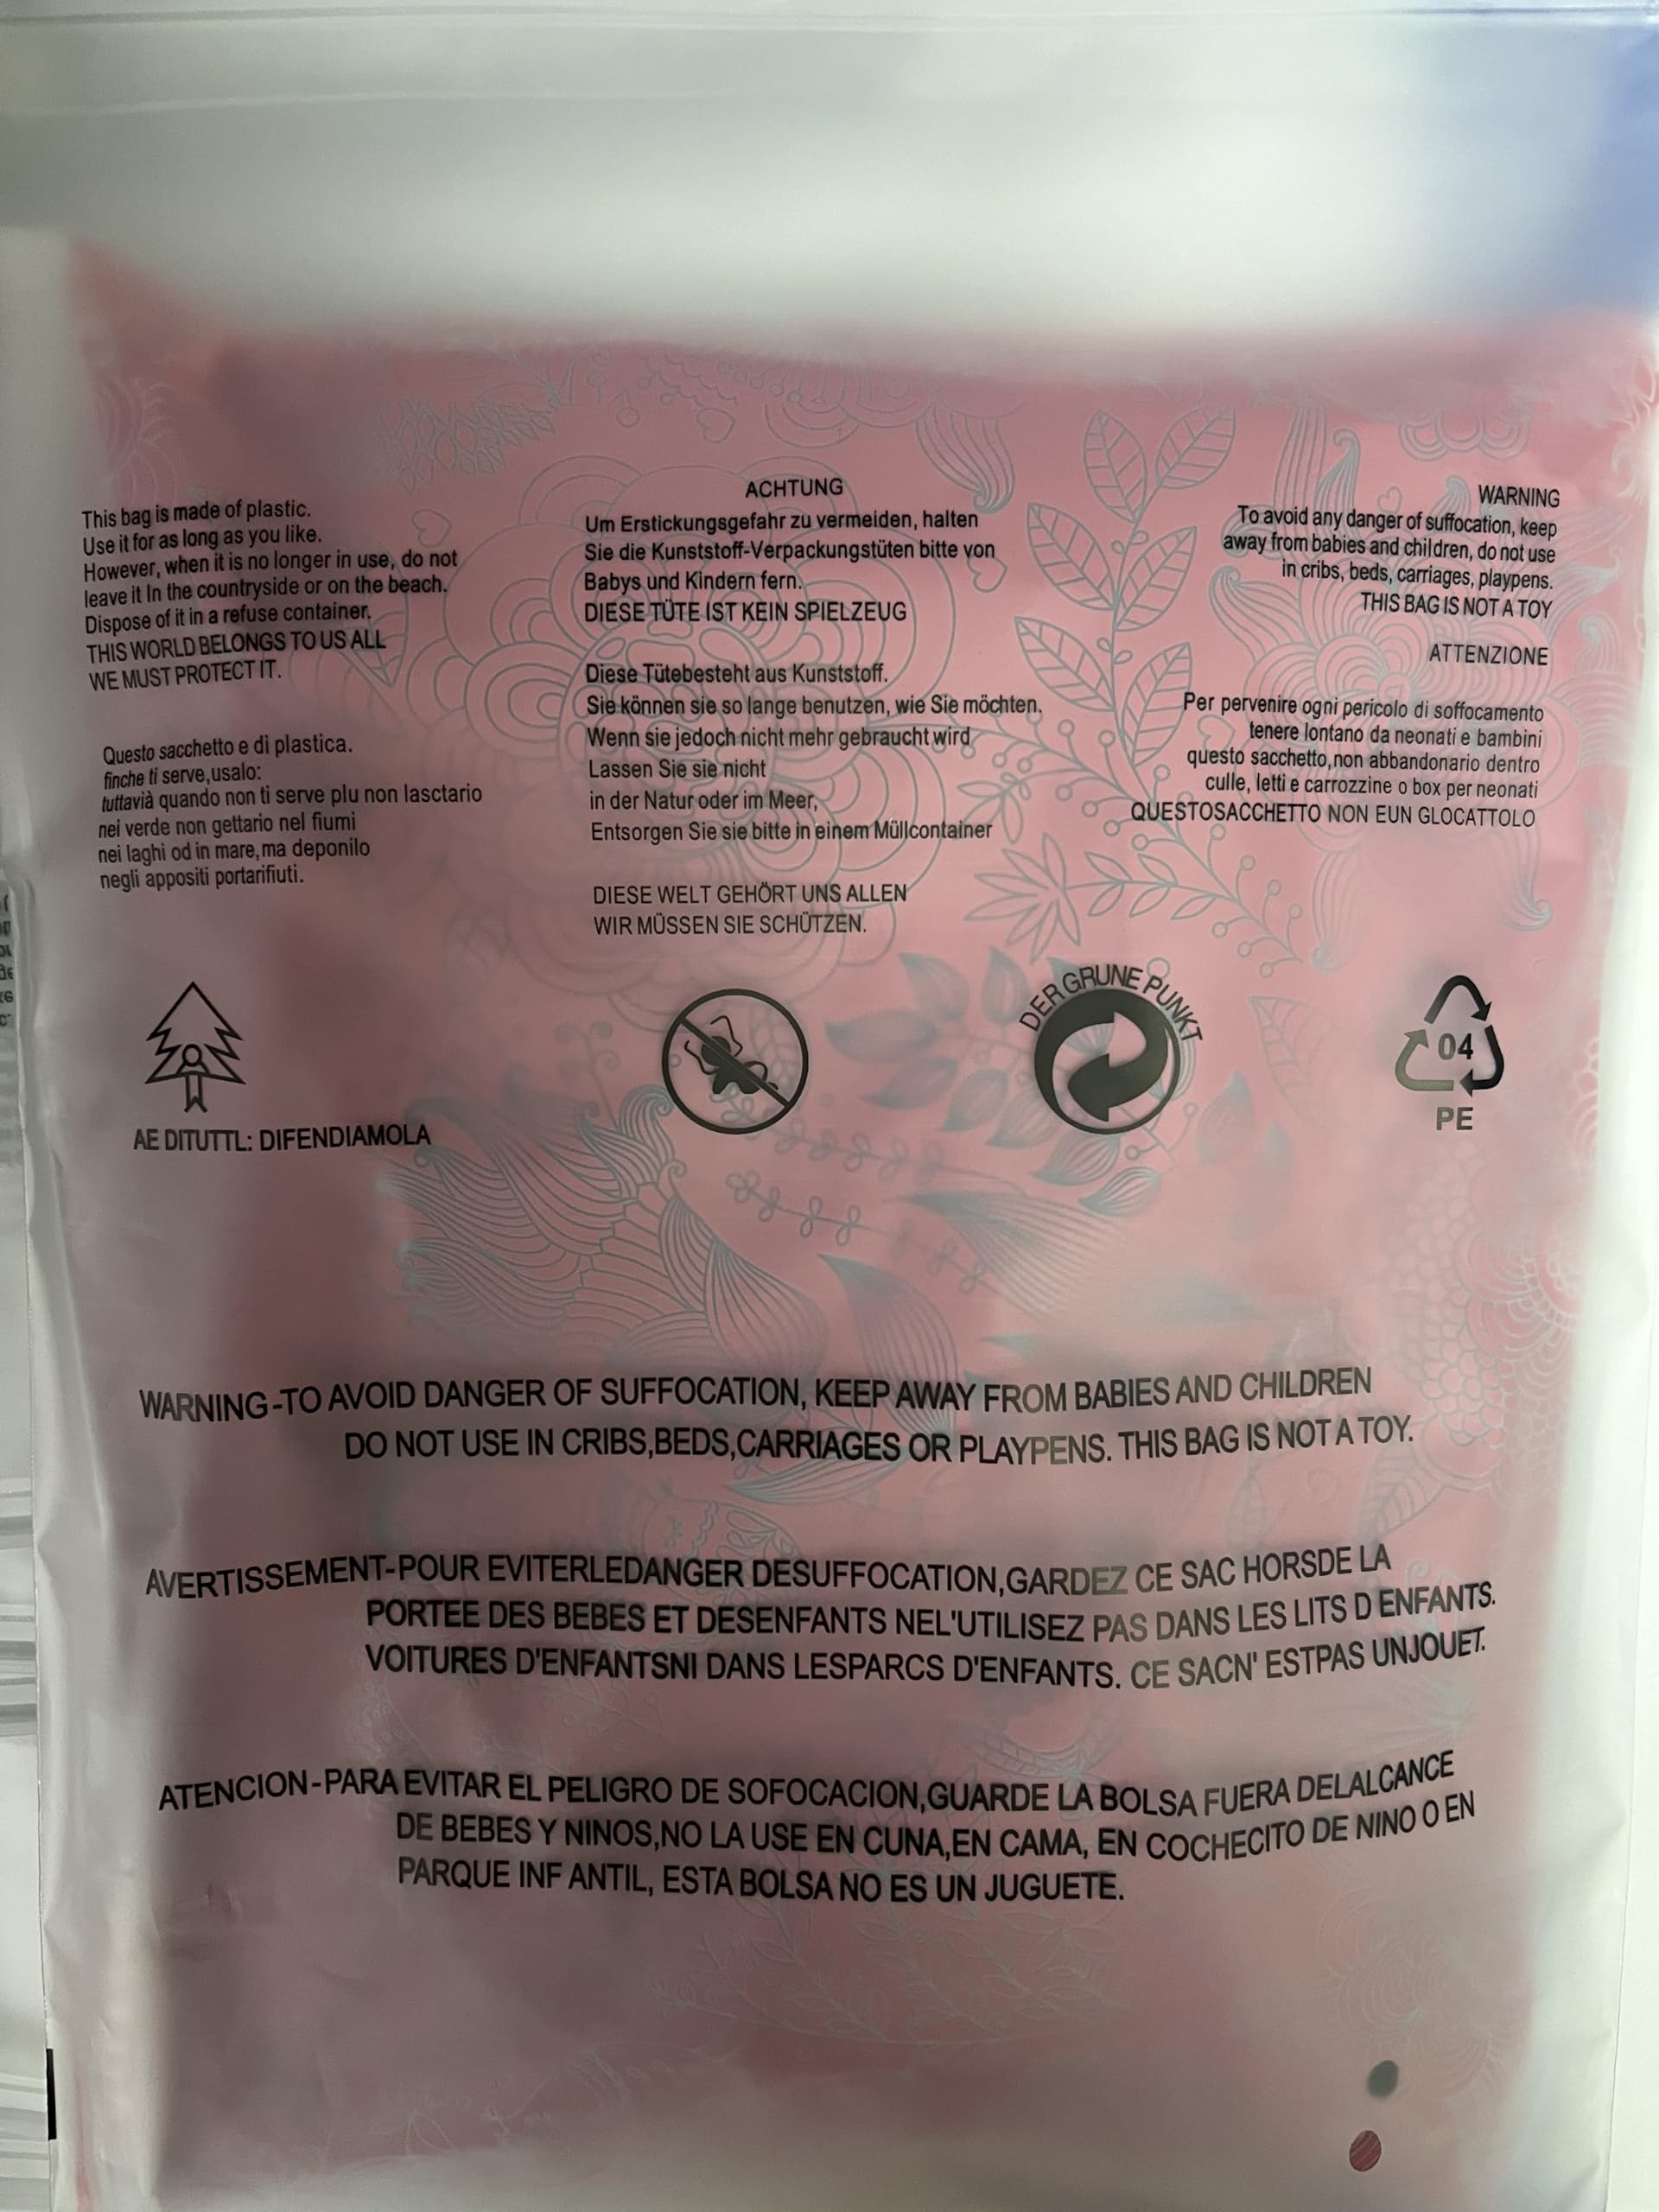 This bag is made of plastic.
Use it for as long as you like.
However, when it is no longer in use, do not
leave it In the countryside or on the beach.
Dispose of it in a refuse container.
THIS WORLD BELONGS TO US ALL
WE MUST PROTECT IT.
Questo sacchetto e di plastica.
finche ti serve,usalo:
tuttavià quando non ti serve plu non lasctario
nei verde non gettario nel fiumi
nei laghi od in mare,ma deponilo
negli appositi portarifiuti.
ACHTUNG
Um Erstickungsgefahr zu vermeiden, halten
Sie die Kunststoff-Verpackungstüten bitte von
Babys und Kindern fern.
DIESE TÜTE IST KEIN SPIELZEUG
Diese Tütebesteht aus Kunststoff.
Sie können sie so lange benutzen, wie Sie möchten.
Wenn sie jedoch nicht mehr gebraucht wird
Lassen Sie sie nicht
in der Natur oder im Meer,
Entsorgen Sie sie bitte in einem Müllcontainer
DIESE WELT GEHÖRT UNS ALLEN
WIR MÜSSEN SIE SCHÜTZEN.
WARNING
To avoid any danger of suffocation, keep
away from babies and children, do not use
in cribs, beds, carriages, playpens.
THIS BAG IS NOT A TOY
ATTENZIONE
Per pervenire ogni pericolo di soffocamento
tenere lontano da neonati e bambini
questo sacchetto,non abbandonario dentro
culle, letti e carrozzine o box per neonati
QUESTOSACCHETTO NON EUN GLOCATTOLO
AE DITUTTL: DIFENDIAMOLA
DER GRUNE PUNKT
04
PE
WARNING-TO AVOID DANGER OF SUFFOCATION, KEEP AWAY FROM BABIES AND CHILDREN
DO NOT USE IN CRIBS,BEDS,CARRIAGES OR PLAYPENS. THIS BAG IS NOT A TOY.
AVERTISSEMENT-POUR EVITERLEDANGER DESUFFOCATION,GARDEZ CE SAC HORSDE LA
PORTEE DES BEBES ET DESENFANTS NEL'UTILISEZ PAS DANS LES LITS D ENFANTS.
VOITURES D'ENFANTSNI DANS LESPARCS D'ENFANTS. CE SACN' ESTPAS UNJOUET.
ATENCION-PARA EVITAR EL PELIGRO DE SOFOCACION,GUARDE LA BOLSA FUERA DELALCANCE
DE BEBES Y NINOS,NO LA USE EN CUNA,EN CAMA, EN COCHECITO DE NINO O EN
PARQUE INF ANTIL, ESTA BOLSA NO ES UN JUGUETE.